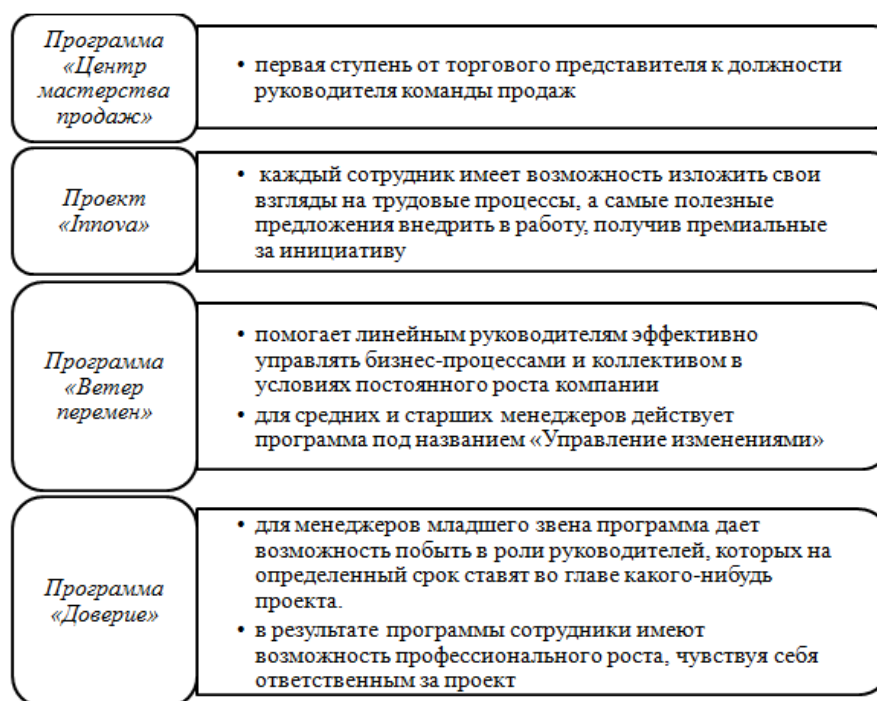 Программа
«Центр
мастерства
продаж»
• первая ступень от торгового представителя к должности
руководителя команды продаж
Проект
«Innova»
• каждый сотрудник имеет возможность изложить свои
взгляды на трудовые процессы, а самые полезные
предложения внедрить в работу, получив премиальные
за инициативу
Программа
«Ветер
перемен»
• помогает линейным руководителям эффективно
управлять бизнес-процессами и коллективом в
условиях постоянного роста компании
• для средних и старших менеджеров действует
программа под названием «Управление изменениями»
Программа
«Доверие»
• для менеджеров младшего звена программа дает
возможность побыть в роли руководителей, которых на
определенный срок ставят во главе какого-нибудь
проекта.
• в результате программы сотрудники имеют
возможность профессионального роста, чувствуя себя
ответственным за проект